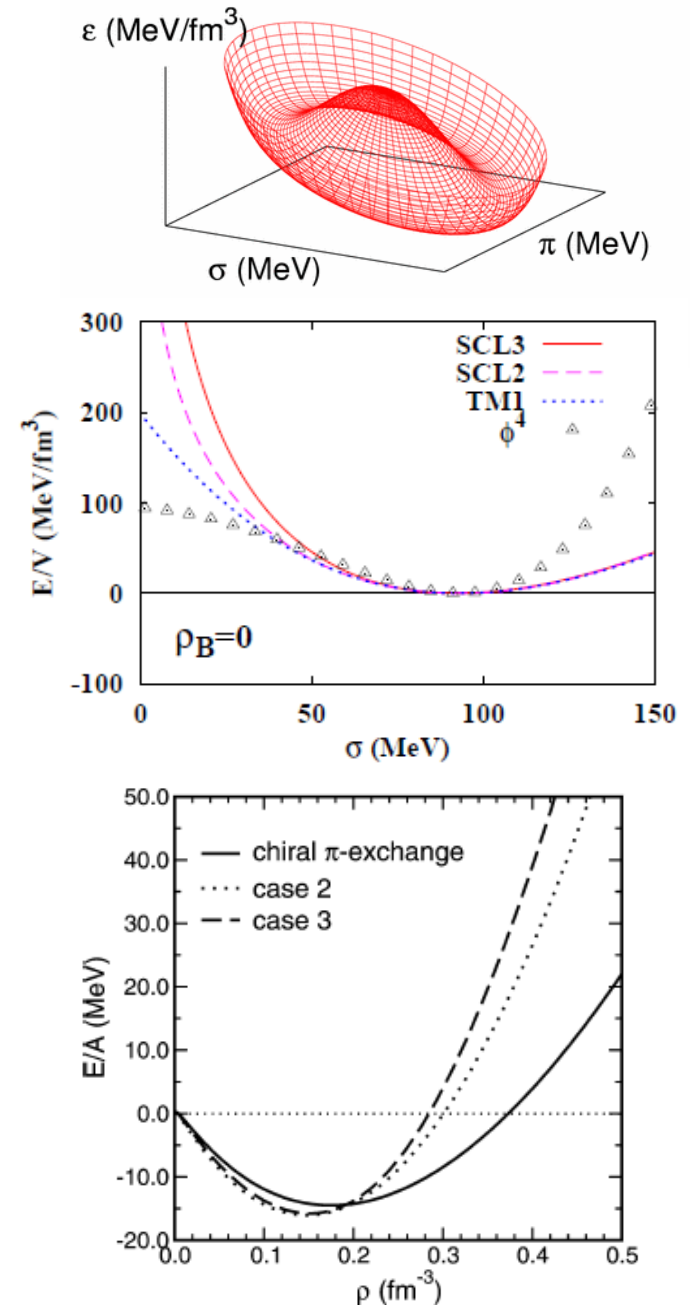 ε (MeV/fm³)
π (MeV)
σ (MeV)
300
SCL3
SCL2
200
TM1
ϕ⁴
E/V (MeV/fm³)
100
0
ρB=0
-100
0 50 100 150
σ (MeV)
50.0
chiral π-exchange
40.0
case 2
30.0
case 3
20.0
E/A (MeV)
10.0
0.0
-10.0
-20.0
0.0 0.1 0.2 0.3 0.4 0.5
ρ (fm⁻³)